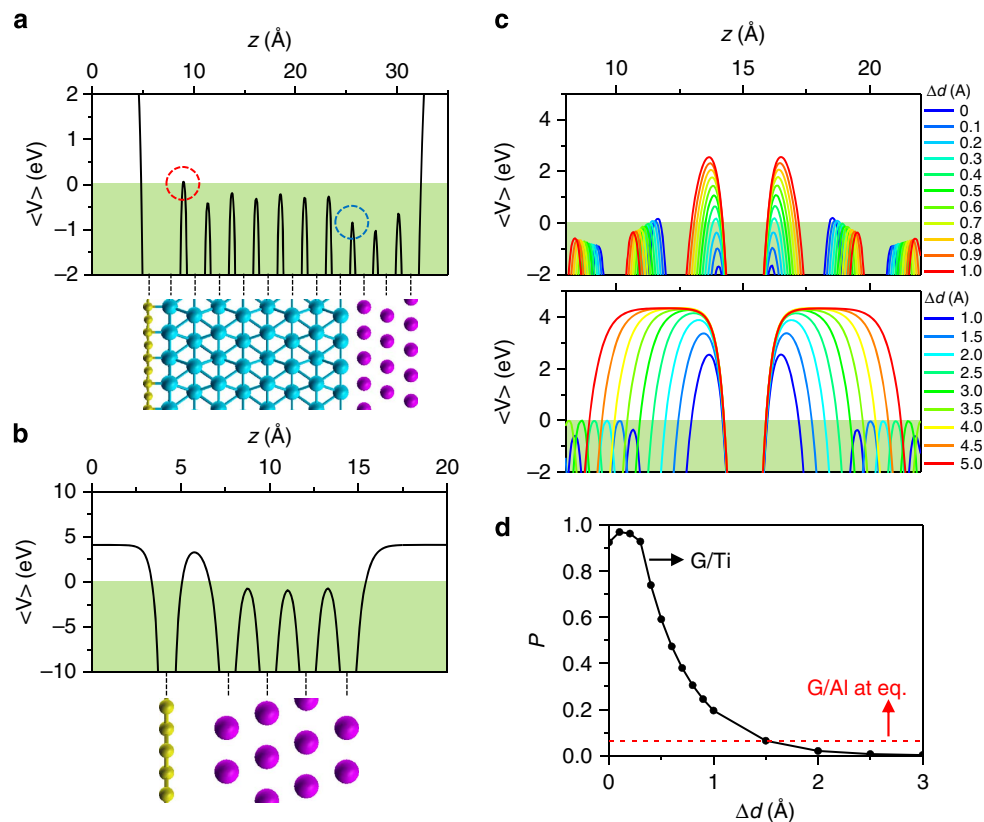 a
z (Å)
0 10 20 30
2
1
0
−1
−2
<V> (eV)
b
z (Å)
0 5 10 15 20
10
5
0
−5
−10
<V> (eV)
c
z (Å)
10 15 20
4
2
0
−2
<V> (eV)
Δd (A)
0
0.1
0.2
0.3
0.4
0.5
0.6
0.7
0.8
0.9
1.0
4
2
0
−2
<V> (eV)
Δd (A)
1.0
1.5
2.0
2.5
3.0
3.5
4.0
4.5
5.0
d
1.0
0.8
0.6
0.4
0.2
0.0
P
G/Ti
G/Al at eq.
0 1 2 3
Δd (Å)